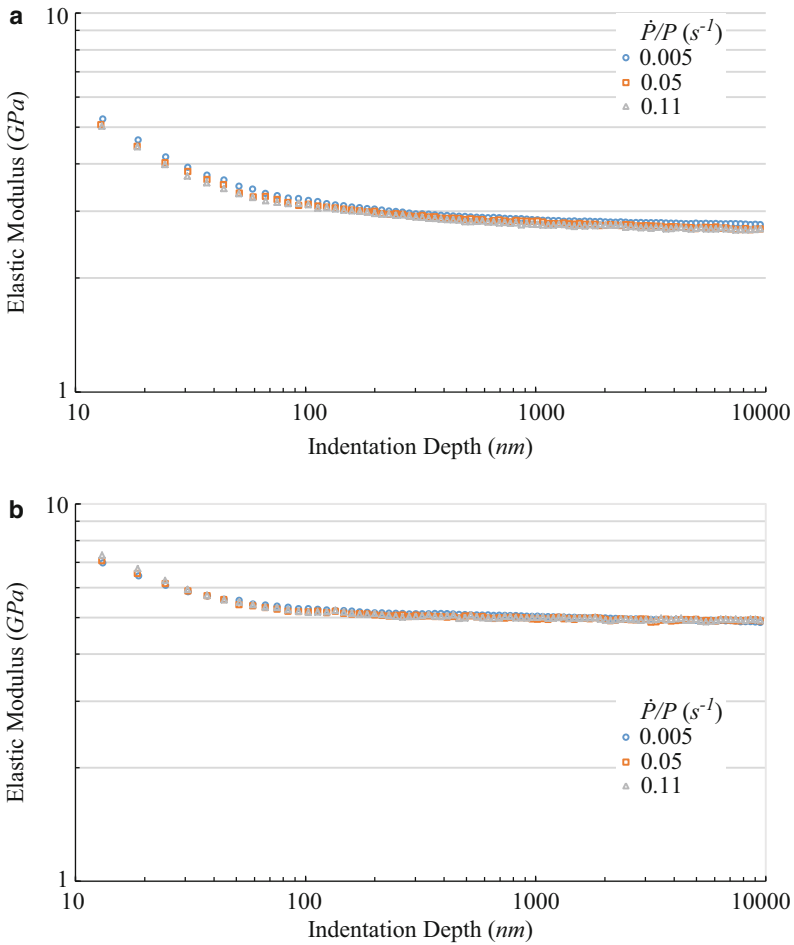 a
10
Ṗ/P (s⁻¹)
0.005
0.05
0.11
Elastic Modulus (GPa)
1
10 100 1000 10000
Indentation Depth (nm)
b
10
Elastic Modulus (GPa)
Ṗ/P (s⁻¹)
0.005
0.05
0.11
1
10 100 1000 10000
Indentation Depth (nm)